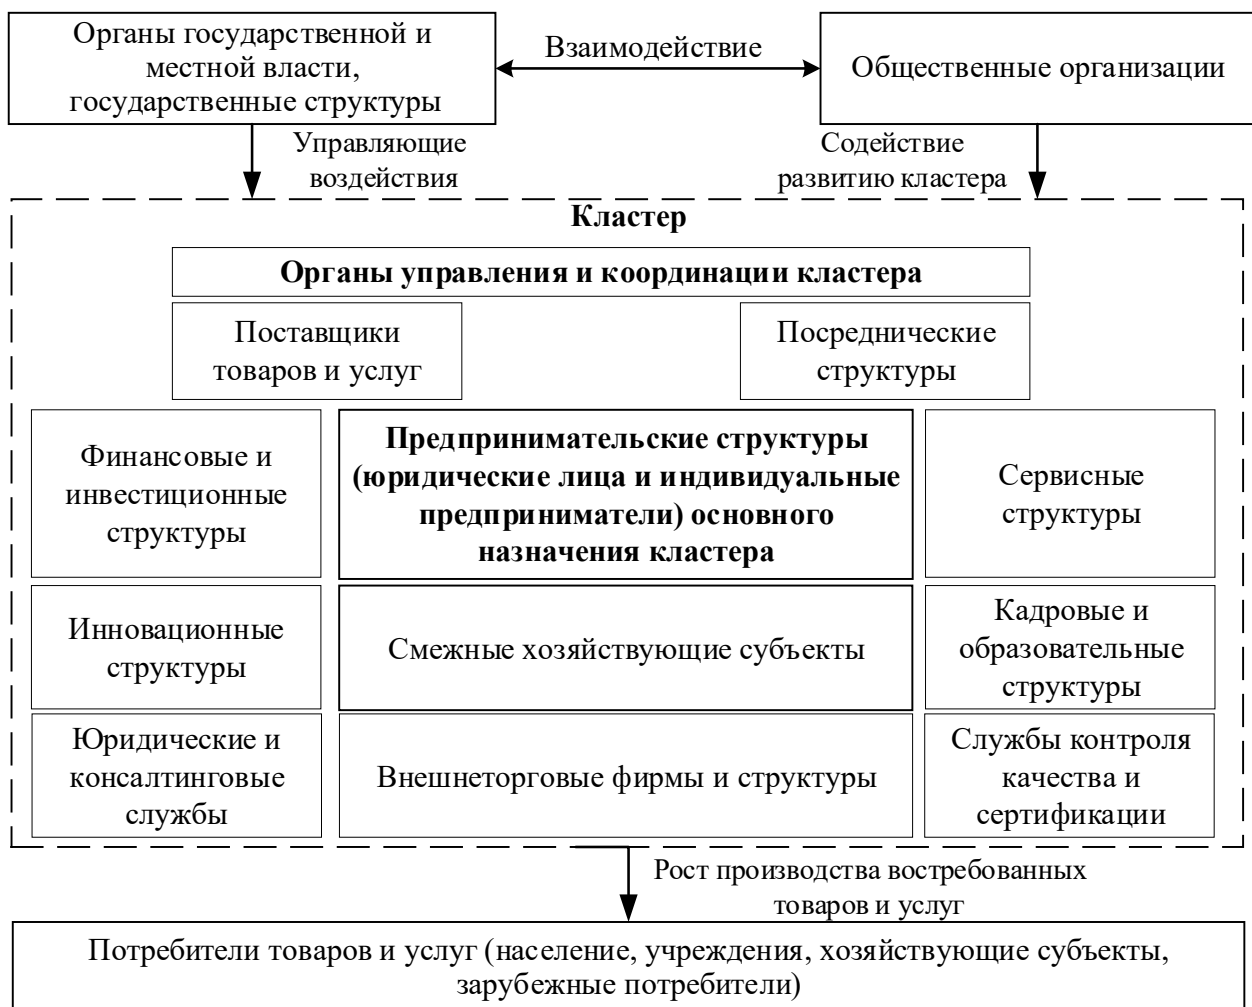 Органы государственной и
местной власти,
государственные структуры
Взаимодействие
Общественные организации
Управляющие
воздействия
Содействие
развитию кластера
Кластер
Органы управления и координации кластера
Поставщики
товаров и услуг
Посреднические
структуры
Финансовые и
инвестиционные
структуры
Предпринимательские структуры
(юридические лица и индивидуальные
предприниматели) основного
назначения кластера
Сервисные
структуры
Инновационные
структуры
Смежные хозяйствующие субъекты
Кадровые и
образовательные
структуры
Юридические и
консалтинговые
службы
Внешнеторговые фирмы и структуры
Службы контроля
качества и
сертификации
Рост производства востребованных
товаров и услуг
Потребители товаров и услуг (население, учреждения, хозяйствующие субъекты,
зарубежные потребители)